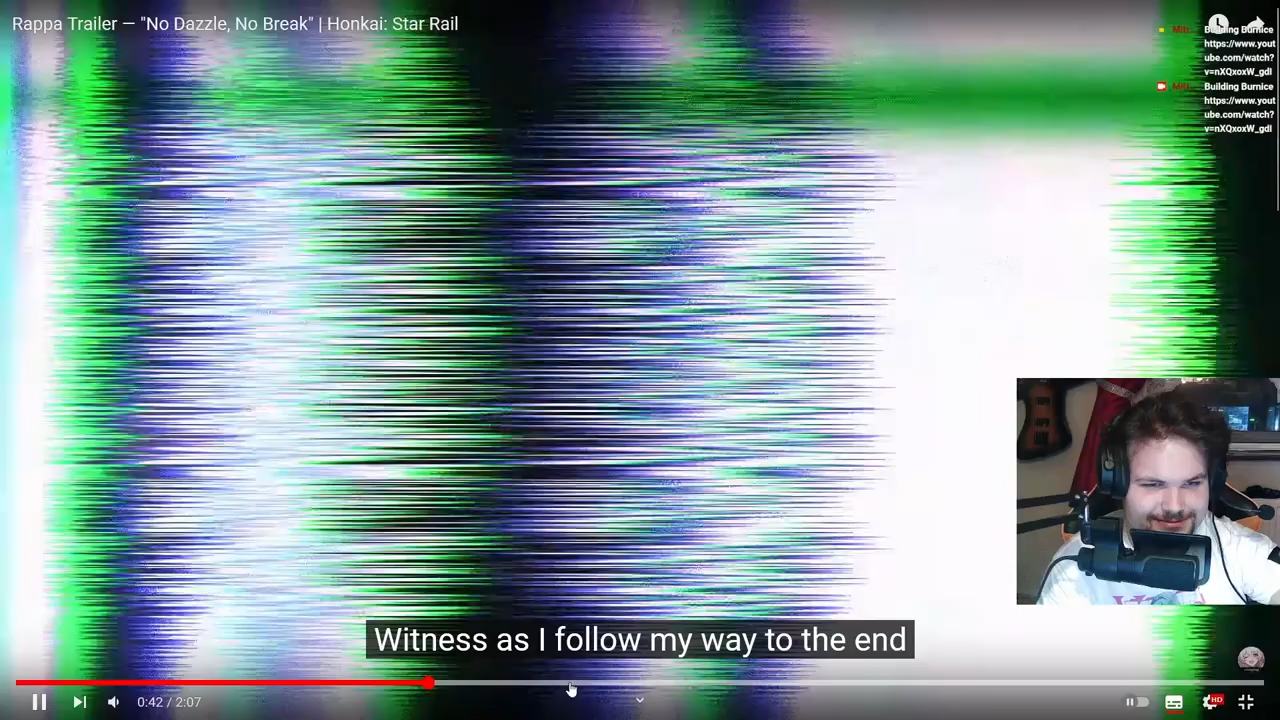 Rappa Trailer — "No Dazzle, No Break" | Honkai: Star Rail
Building Burnice
https://www.yout
ube.com/watch?
v=nXQxoxW_gdI
Building Burnice
https://www.yout
ube.com/watch?
v=nXQxoxW_gdI
Witness as I follow my way to the end
0:42 / 2:07
HD